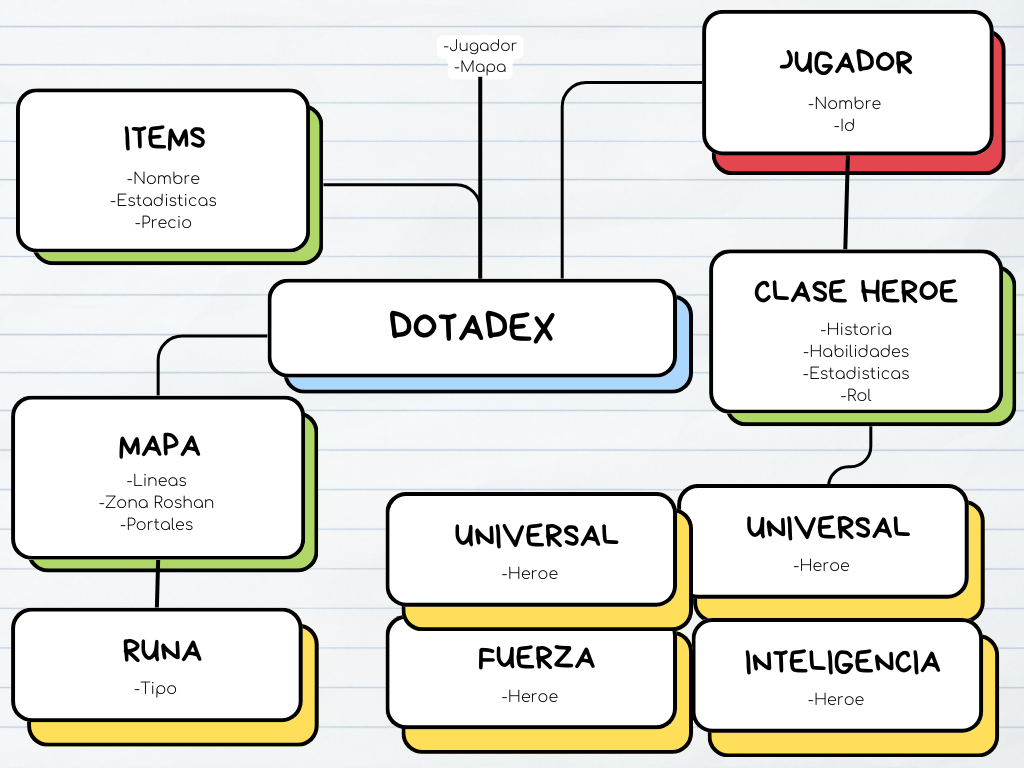 -Jugador
-Mapa
JUGADOR
-Nombre
-Id
ITEMS
-Nombre
-Estadisticas
-Precio
DOTADEX
CLASE HEROE
-Historia
-Habilidades
-Estadisticas
-Rol
MAPA
-Lineas
-Zona Roshan
-Portales
UNIVERSAL
-Heroe
UNIVERSAL
-Heroe
RUNA
-Tipo
FUERZA
-Heroe
INTELIGENCIA
-Heroe